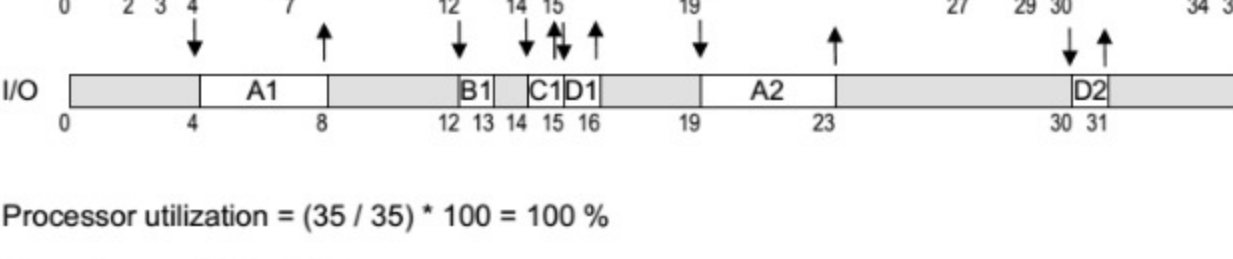 0 2 3 4 7 12 14 15 19 27 29 30 34
I/O A1 B1 C1 D1 A2 D2
0 4 8 12 13 14 15 16 19 23 30 31
Processor utilization = (35 / 35) * 100 = 100 %